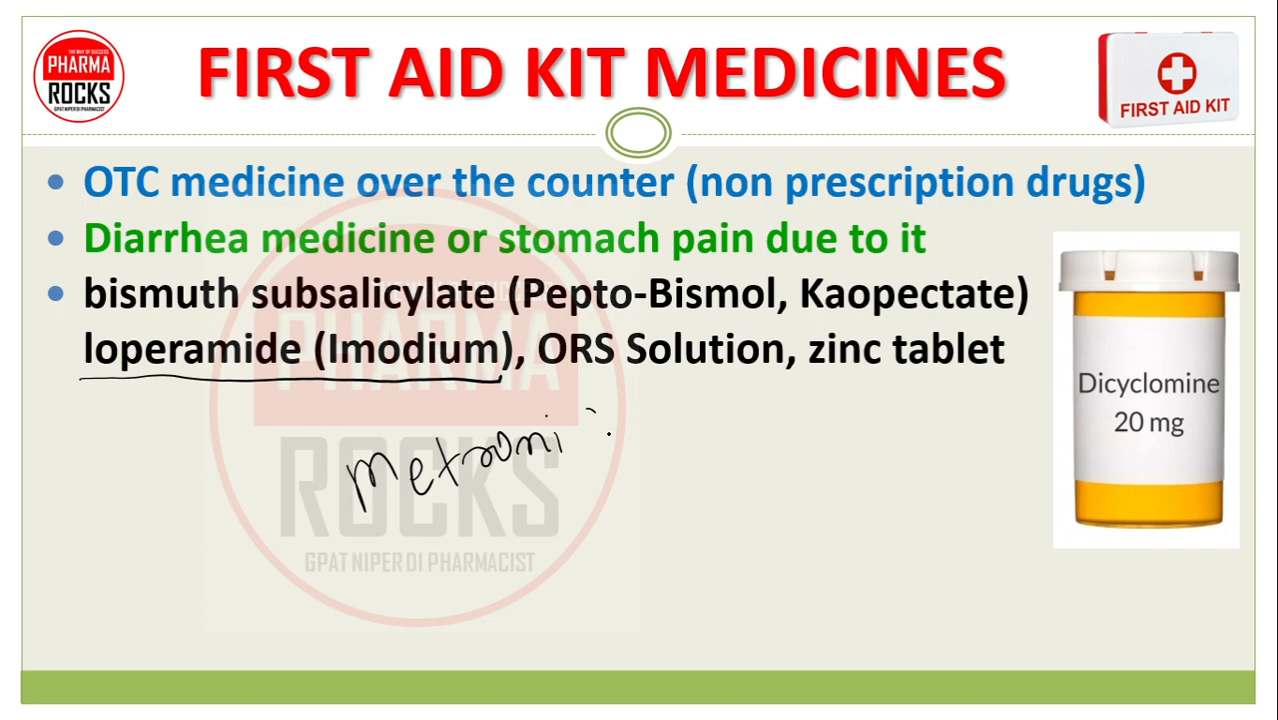 THE WAY OF SUCCESS
PHARMA
ROCKS
GPAT NIPER DI PHARMACIST
FIRST AID KIT MEDICINES
FIRST AID KIT
• OTC medicine over the counter (non prescription drugs)
• Diarrhea medicine or stomach pain due to it
• bismuth subsalicylate (Pepto-Bismol, Kaopectate)
loperamide (Imodium), ORS Solution, zinc tablet
Dicyclomine
20 mg
Metroni
PHARMA
ROCKS
GPAT NIPER DI PHARMACIST